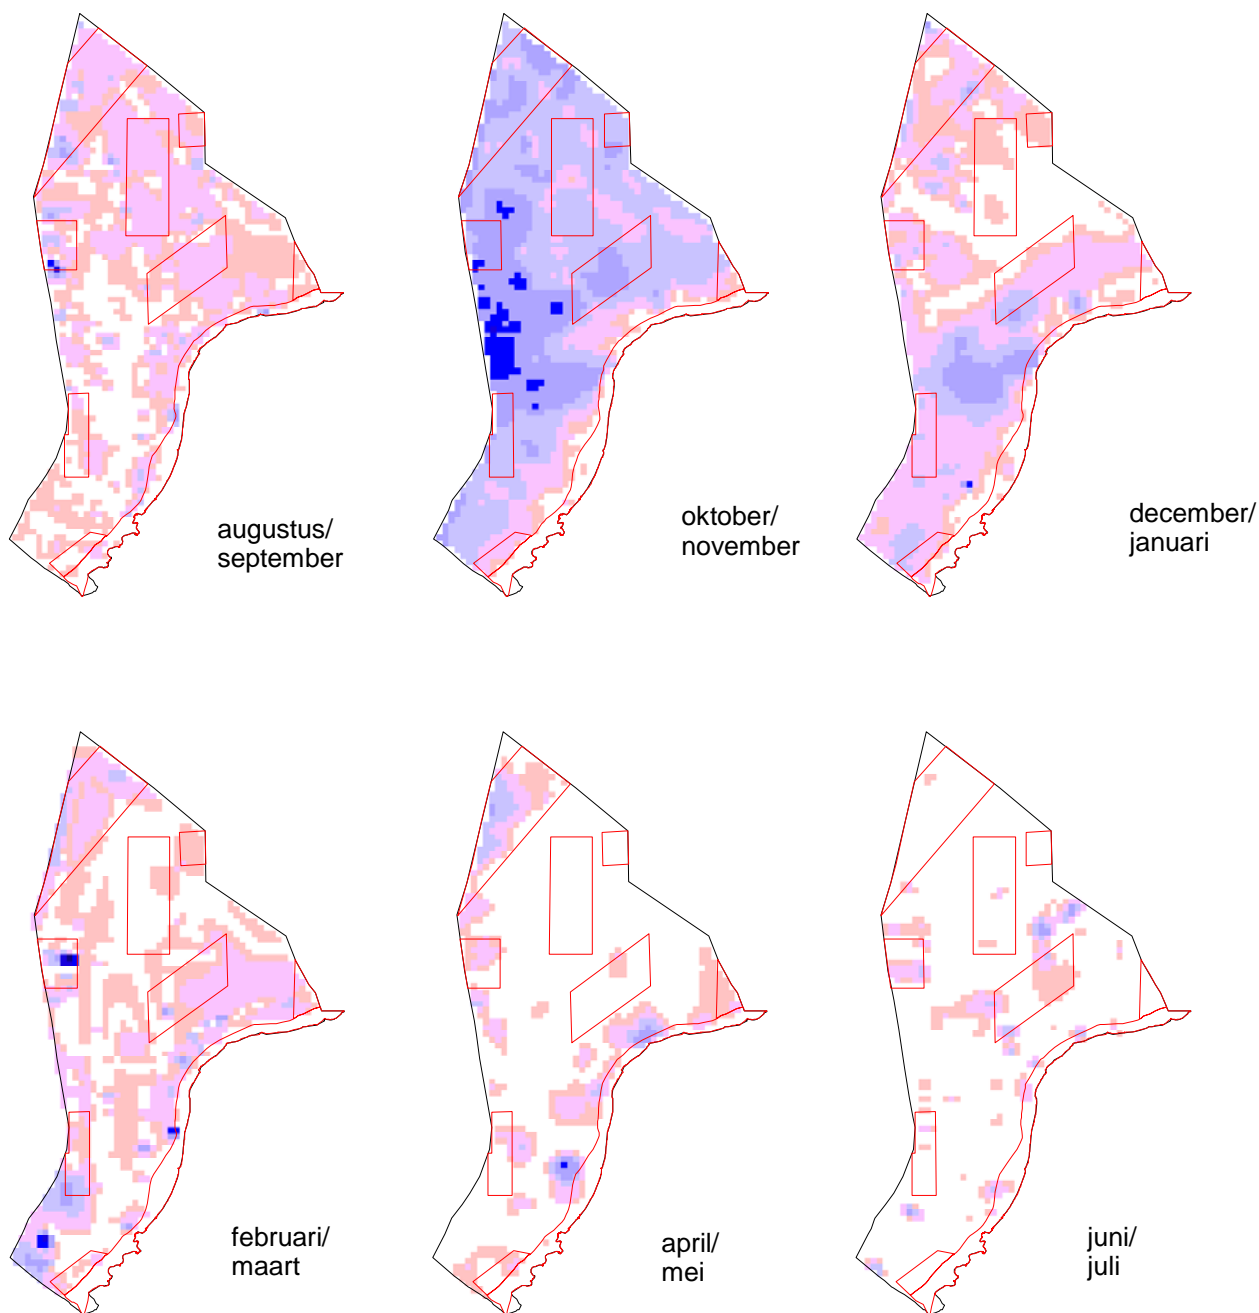 augustus/
september
oktober/
november
december/
januari
februari/
maart
april/
mei
juni/
juli